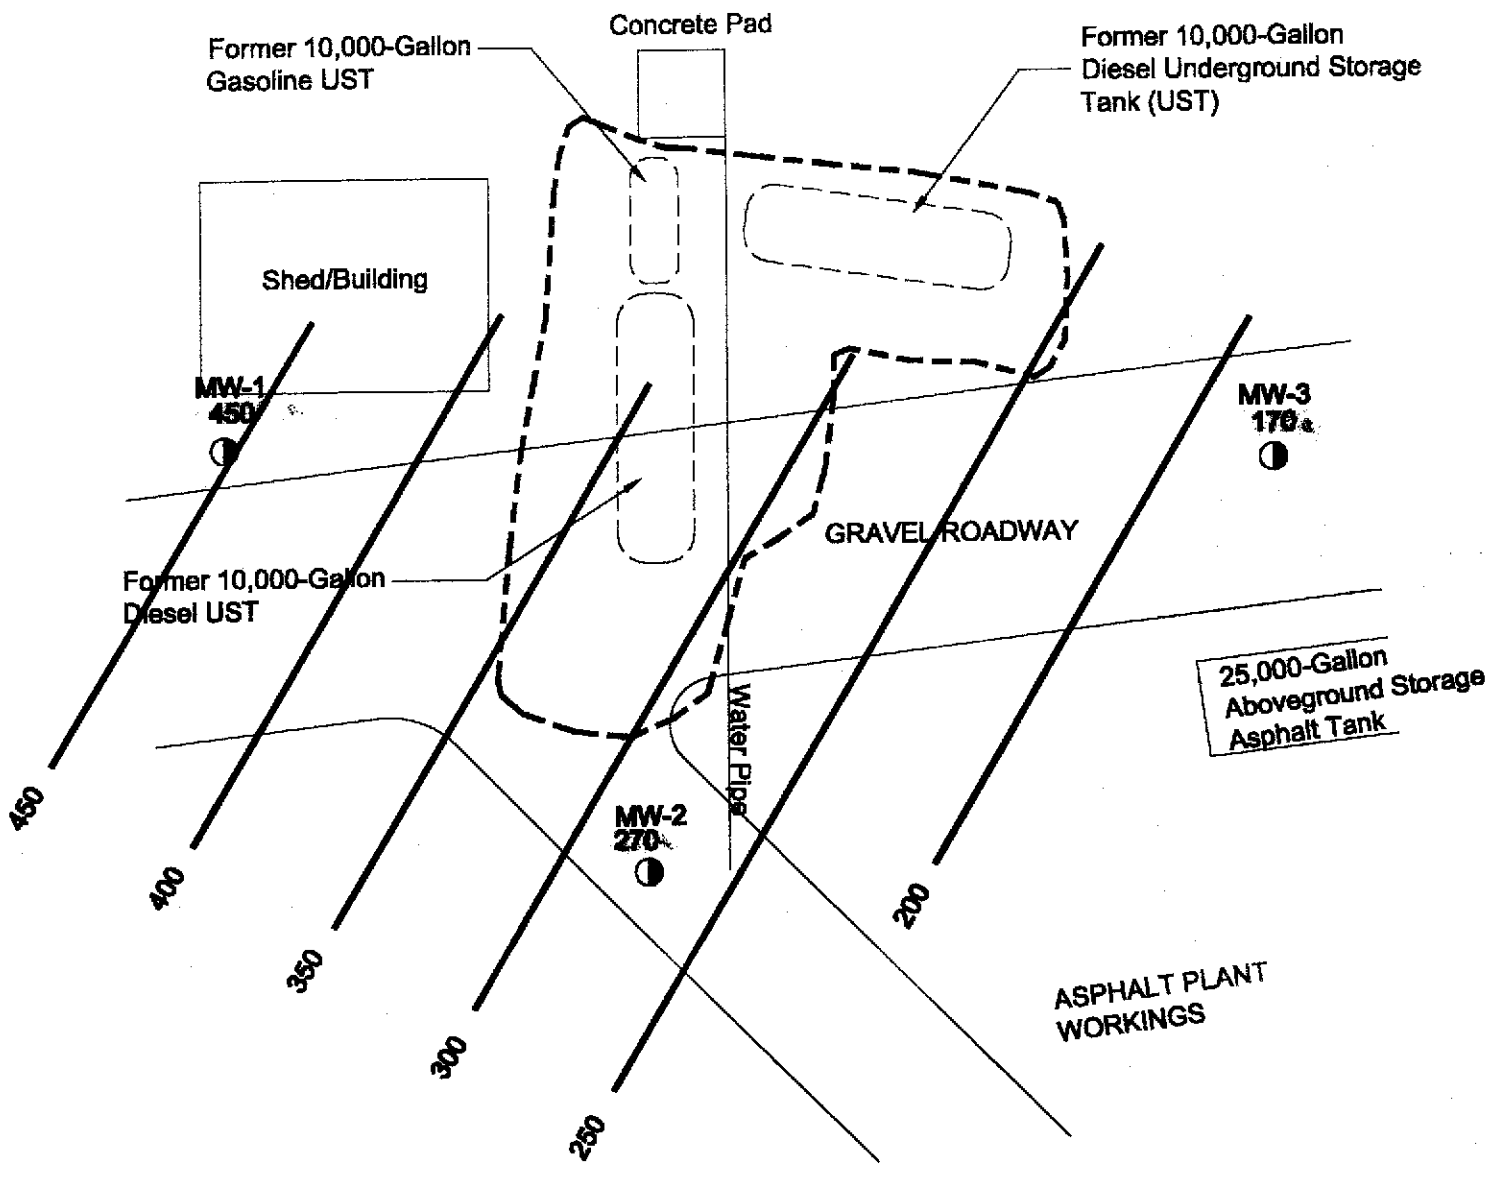 Concrete Pad
Former 10,000-Gallon
Gasoline UST
Former 10,000-Gallon
Diesel Underground Storage
Tank (UST)
Shed/Building
MW-1
450
MW-3
170
GRAVEL ROADWAY
Former 10,000-Gallon
Diesel UST
25,000-Gallon
Aboveground Storage
Asphalt Tank
Water Pipe
MW-2
270
450
400
350
300
250
200
ASPHALT PLANT
WORKINGS